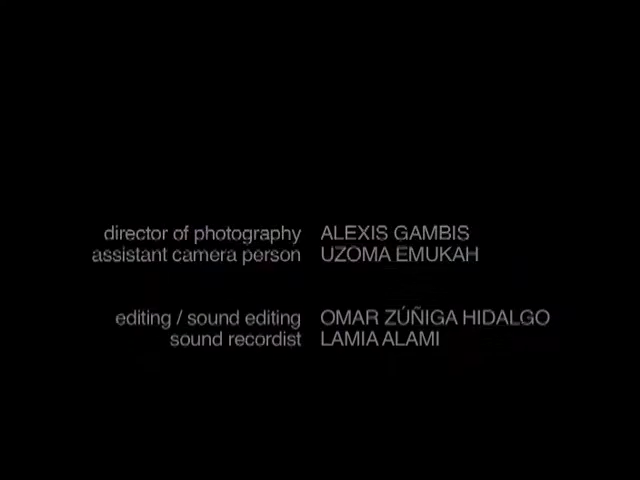 director of photography ALEXIS GAMBIS
assistant camera person UZOMA EMUKAH
editing / sound editing OMAR ZÚÑIGA HIDALGO
sound recordist LAMIA ALAMI